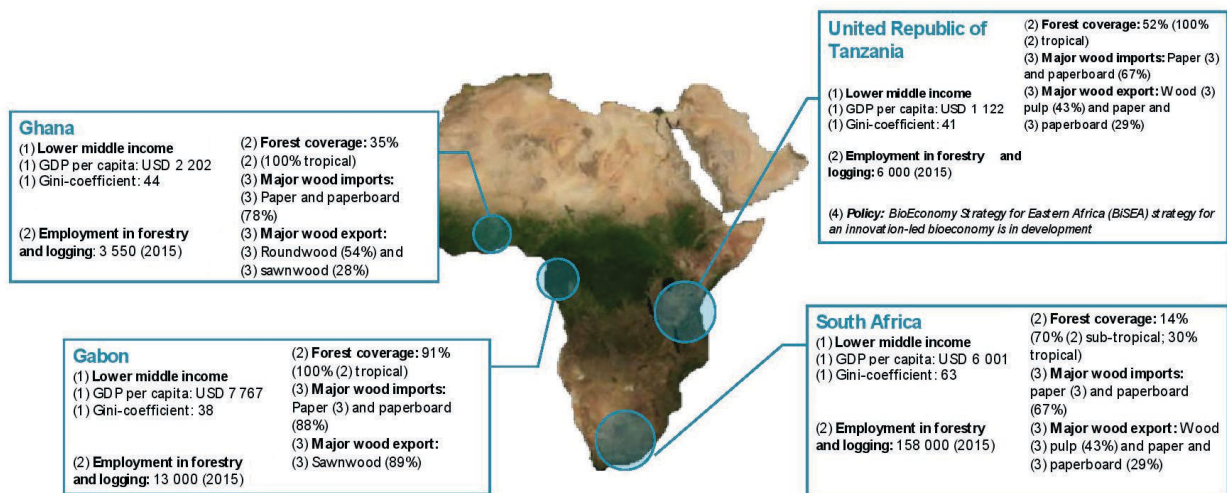 Ghana
(1) Lower middle income
(1) GDP per capita: USD 2 202
(1) Gini-coefficient: 44
(2) Employment in forestry
and logging: 3 550 (2015)
(2) Forest coverage: 35%
(2) (100% tropical)
(3) Major wood imports:
(3) Paper and paperboard
(78%)
(3) Major wood export:
(3) Roundwood (54%) and
(3) sawnwood (28%)
United Republic of
Tanzania
(1) Lower middle income
(1) GDP per capita: USD 1 122
(1) Gini-coefficient: 41
(2) Employment in forestry and
logging: 6 000 (2015)
(2) Forest coverage: 52% (100%
(2) tropical)
(3) Major wood imports: Paper (3)
and paperboard (67%)
(3) Major wood export: Wood (3)
pulp (43%) and paper and
(3) paperboard (29%)
(4) Policy: BioEconomy Strategy for Eastern Africa (BiSEA) strategy for
an innovation-led bioeconomy is in development
Gabon
(1) Lower middle income
(1) GDP per capita: USD 7 767
(1) Gini-coefficient: 38
(2) Employment in forestry
and logging: 13 000 (2015)
(2) Forest coverage: 91%
(100% (2) tropical)
(3) Major wood imports:
Paper (3) and paperboard
(88%)
(3) Major wood export:
(3) Sawnwood (89%)
South Africa
(1) Lower middle income
(1) GDP per capita: USD 6 001
(1) Gini-coefficient: 63
(2) Employment in forestry
and logging: 158 000 (2015)
(2) Forest coverage: 14%
(70% (2) sub-tropical; 30%
tropical)
(3) Major wood imports:
paper (3) and paperboard
(67%)
(3) Major wood export: Wood
(3) pulp (43%) and paper and
(3) paperboard (29%)